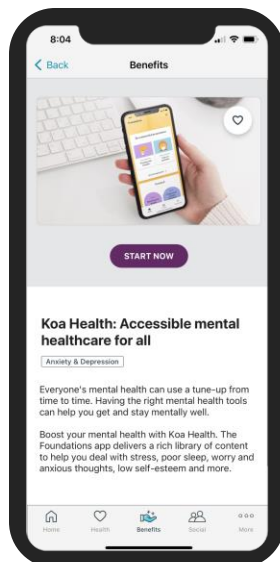 8:04
Back
Benefits
START NOW
Koa Health: Accessible mental
healthcare for all
Anxiety & Depression
Everyone's mental health can use a tune-up from
time to time. Having the right mental health tools
can help you get and stay mentally well.
Boost your mental health with Koa Health. The
Foundations app delivers a rich library of content
to help you deal with stress, poor sleep, worry and
anxious thoughts, low self-esteem and more.
Home
Health
Benefits
Social
More